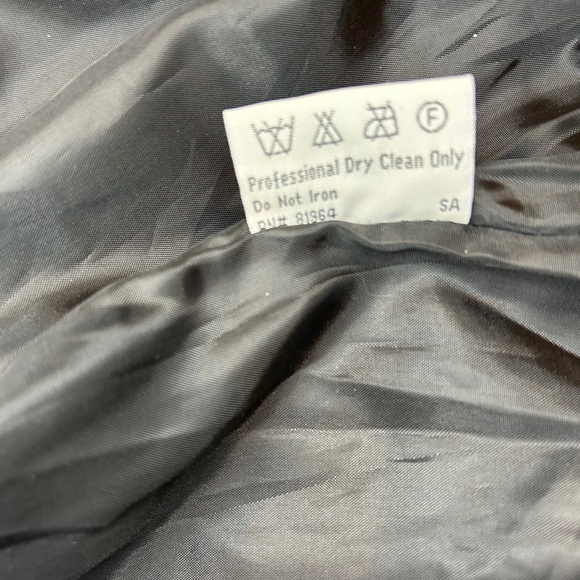 F
Professional Dry Clean Only
Do Not Iron
RN# 81964 SA